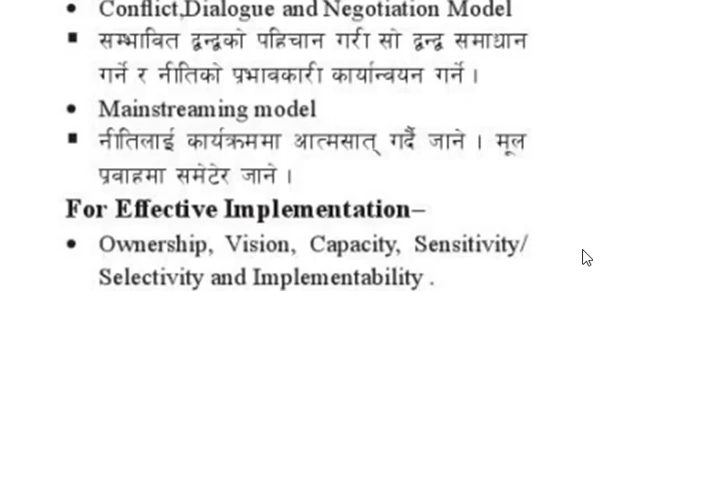 • Conflict,Dialogue and Negotiation Model
▪ सम्भावित द्वन्द्वको पहिचान गरी सो द्वन्द्व समाधान
गर्ने र नीतिको प्रभावकारी कार्यान्वयन गर्ने ।
• Mainstreaming model
▪ नीतिलाई कार्यक्रममा आत्मसात् गर्दै जाने । मूल
प्रवाहमा समेटेर जाने ।
For Effective Implementation–
• Ownership, Vision, Capacity, Sensitivity/
Selectivity and Implementability .